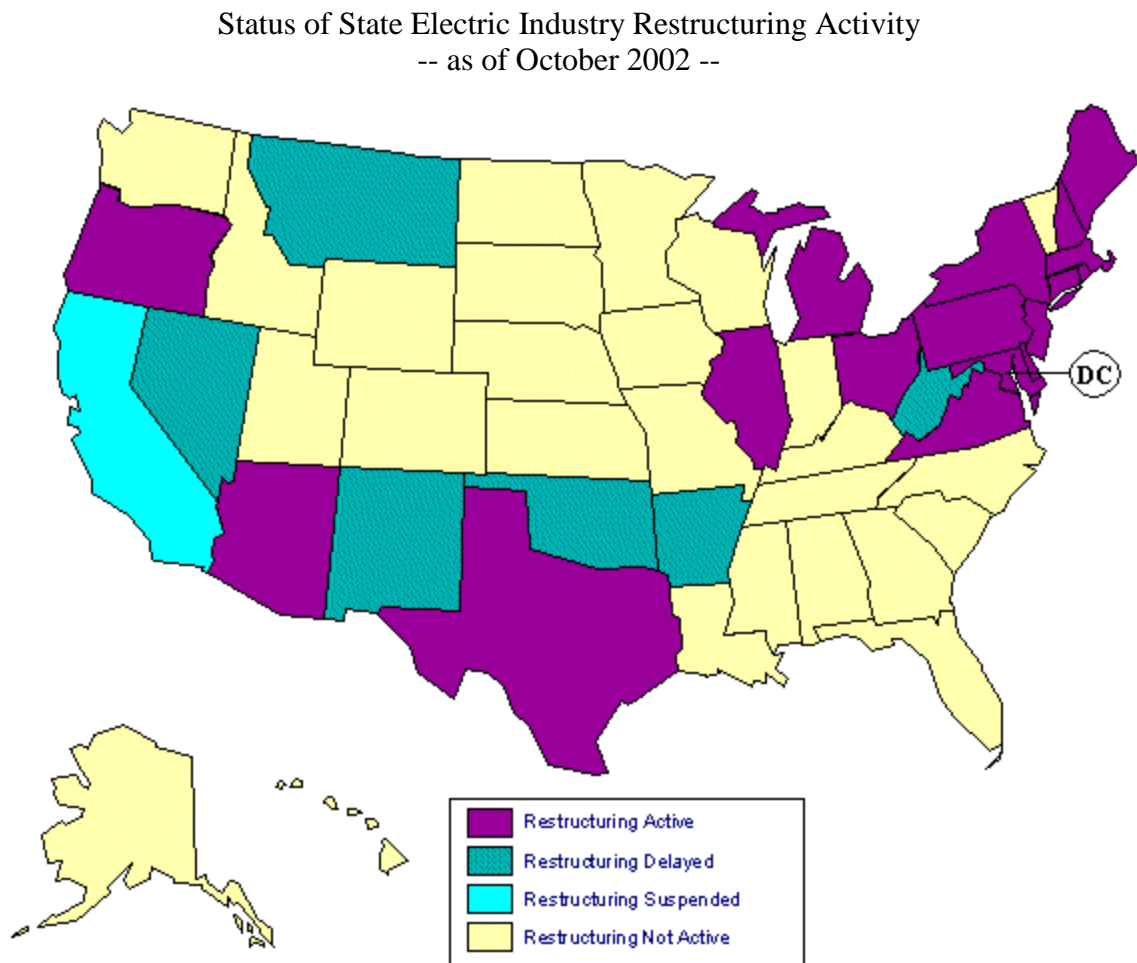 Status of State Electric Industry Restructuring Activity
-- as of October 2002 --
DC
Restructuring Active
Restructuring Delayed
Restructuring Suspended
Restructuring Not Active